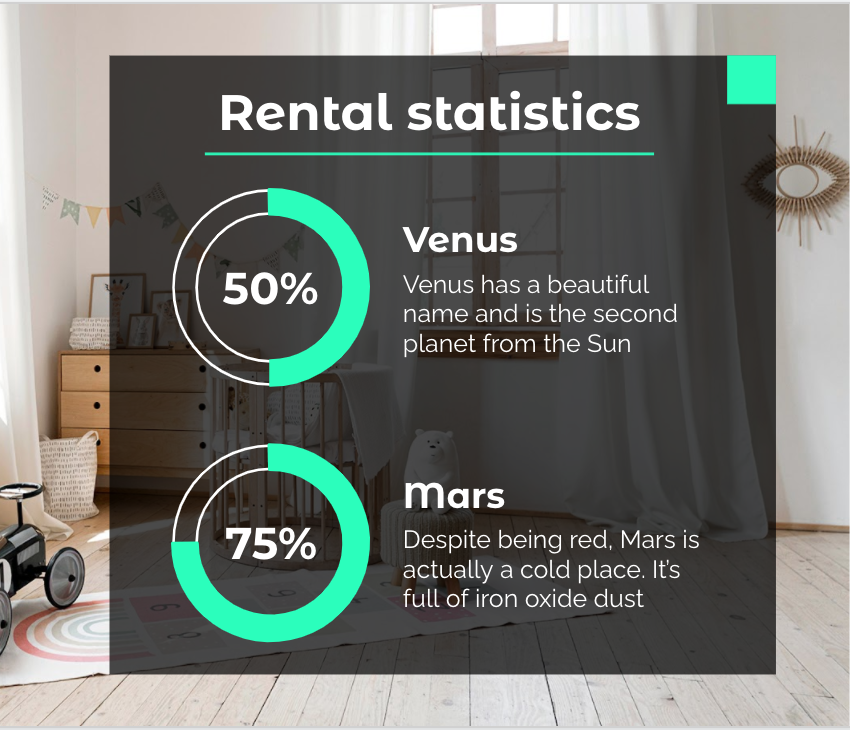 Rental statistics
50%
Venus
Venus has a beautiful
name and is the second
planet from the Sun
75%
Mars
Despite being red, Mars is
actually a cold place. It’s
full of iron oxide dust